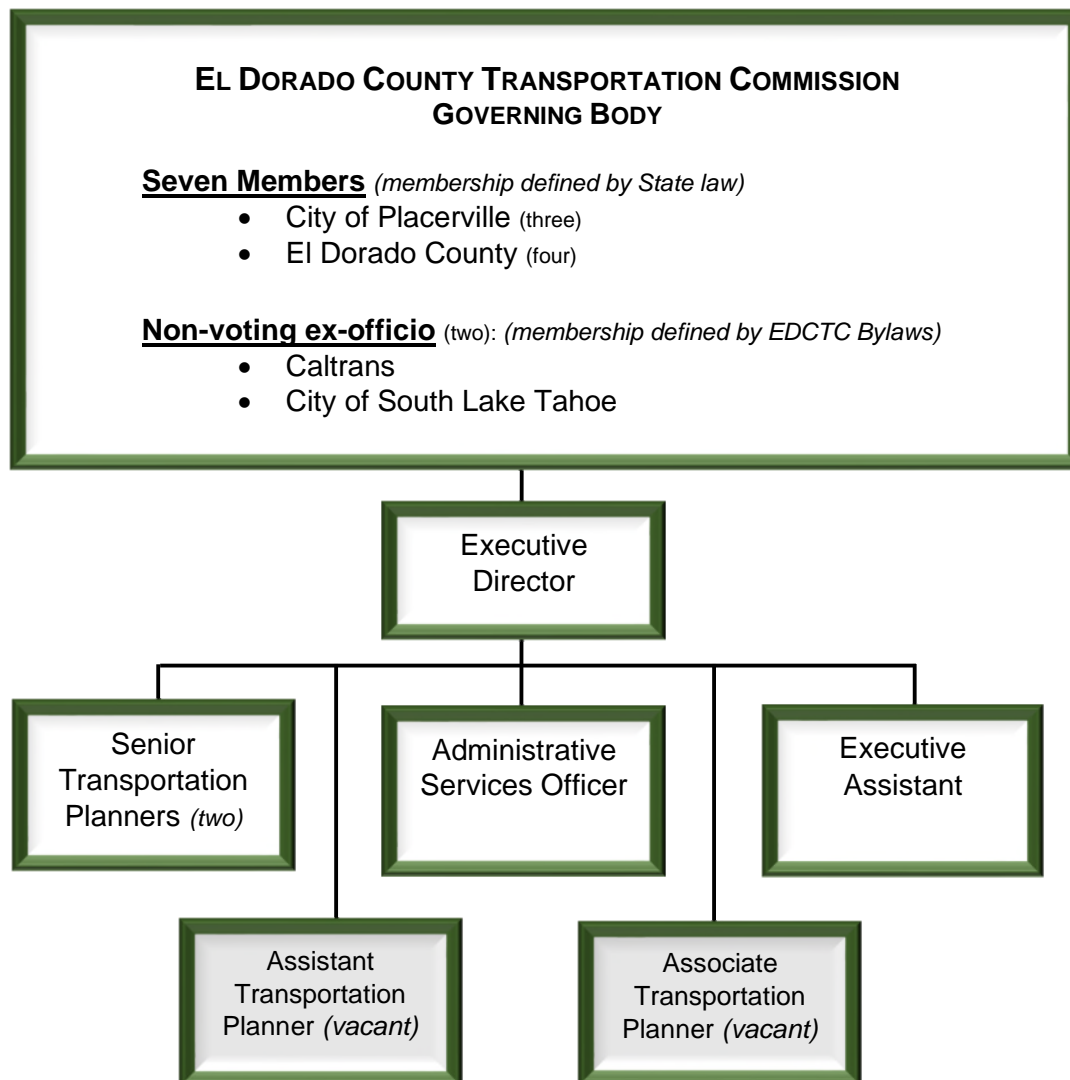 EL DORADO COUNTY TRANSPORTATION COMMISSION
GOVERNING BODY
Seven Members (membership defined by State law)
• City of Placerville (three)
• El Dorado County (four)
Non-voting ex-officio (two): (membership defined by EDCTC Bylaws)
• Caltrans
• City of South Lake Tahoe
Executive
Director
Senior
Transportation
Planners (two)
Administrative
Services Officer
Executive
Assistant
Assistant
Transportation
Planner (vacant)
Associate
Transportation
Planner (vacant)